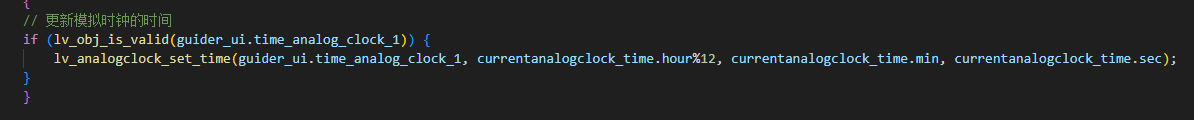 {
// 更新模拟时钟的时间
if (lv_obj_is_valid(guider_ui.time_analog_clock_1)) {
lv_analogclock_set_time(guider_ui.time_analog_clock_1, currentanalogclock_time.hour%12, currentanalogclock_time.min, currentanalogclock_time.sec);
}
}